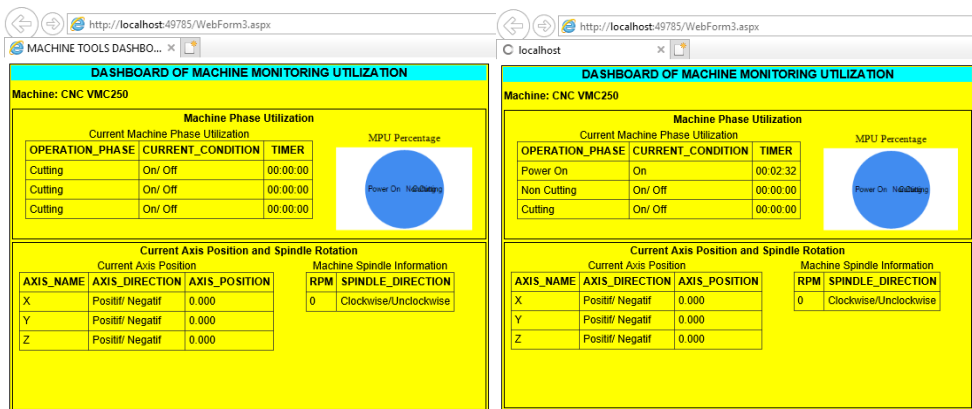 http://localhost:49785/WebForm3.aspx
MACHINE TOOLS DASHBO...
DASHBOARD OF MACHINE MONITORING UTILIZATION
Machine: CNC VMC250
Machine Phase Utilization
Current Machine Phase Utilization
OPERATION_PHASE CURRENT_CONDITION TIMER
Cutting On/ Off 00:00:00
Cutting On/ Off 00:00:00
Cutting On/ Off 00:00:00
MPU Percentage
Power On
Current Axis Position and Spindle Rotation
Current Axis Position
AXIS_NAME AXIS_DIRECTION AXIS_POSITION
X Positif/ Negatif 0.000
Y Positif/ Negatif 0.000
Z Positif/ Negatif 0.000
Machine Spindle Information
RPM SPINDLE_DIRECTION
0 Clockwise/Unclockwise
http://localhost:49785/WebForm3.aspx
localhost
DASHBOARD OF MACHINE MONITORING UTILIZATION
Machine: CNC VMC250
Machine Phase Utilization
Current Machine Phase Utilization
OPERATION_PHASE CURRENT_CONDITION TIMER
Power On On 00:02:32
Non Cutting On/ Off 00:00:00
Cutting On/ Off 00:00:00
MPU Percentage
Power On
Current Axis Position and Spindle Rotation
Current Axis Position
AXIS_NAME AXIS_DIRECTION AXIS_POSITION
X Positif/ Negatif 0.000
Y Positif/ Negatif 0.000
Z Positif/ Negatif 0.000
Machine Spindle Information
RPM SPINDLE_DIRECTION
0 Clockwise/Unclockwise